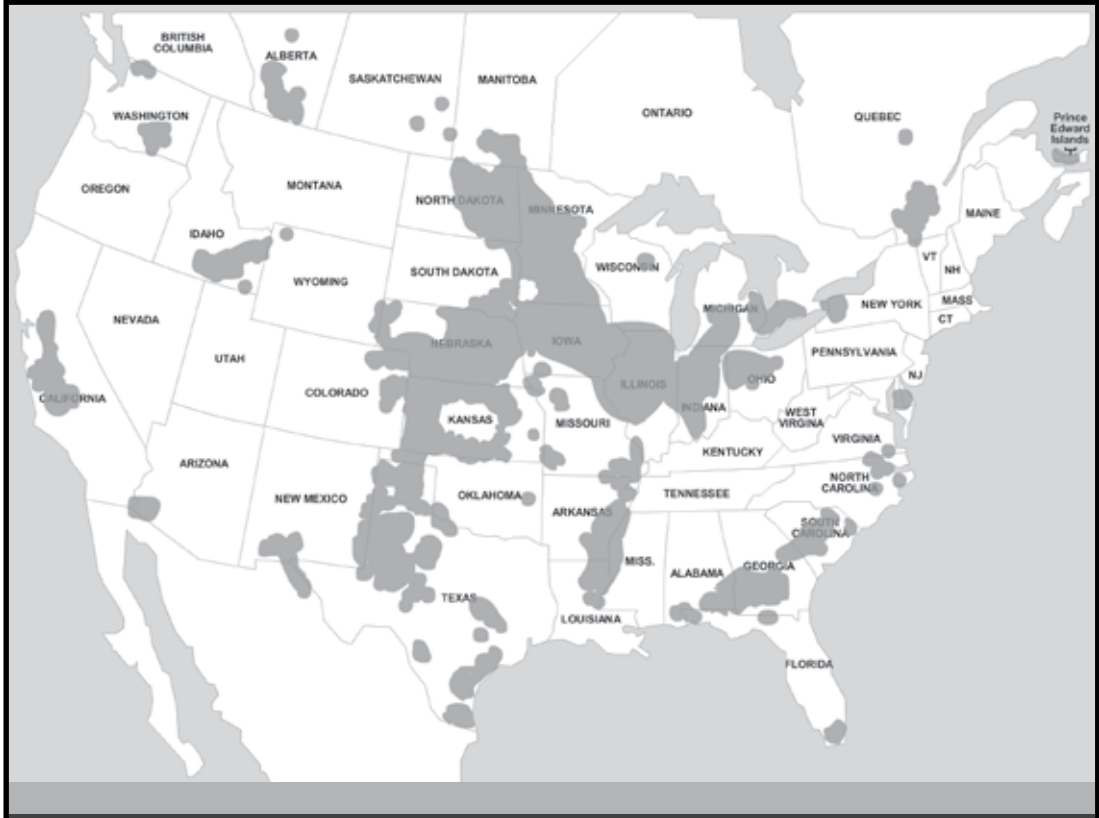 BRITISH
COLUMBIA
ALBERTA
SASKATCHEWAN
MANITOBA
ONTARIO
QUEBEC
Prince
Edward
Islands
WASHINGTON
OREGON
MONTANA
NORTH DAKOTA
MINNESOTA
MAINE
IDAHO
SOUTH DAKOTA
WISCONSIN
VT
NH
WYOMING
MICHIGAN
NEW YORK
MASS
CT
NEVADA
NEBRASKA
IOWA
PENNSYLVANIA
UTAH
NJ
COLORADO
ILLINOIS
OHIO
CALIFORNIA
KANSAS
MISSOURI
INDIANA
WEST
VIRGINA
VIRGINIA
KENTUCKY
ARIZONA
NEW MEXICO
OKLAHOMA
ARKANSAS
TENNESSEE
NORTH
CAROLINA
SOUTH
CAROLINA
MISS.
ALABAMA
GEORGIA
TEXAS
LOUISIANA
FLORIDA